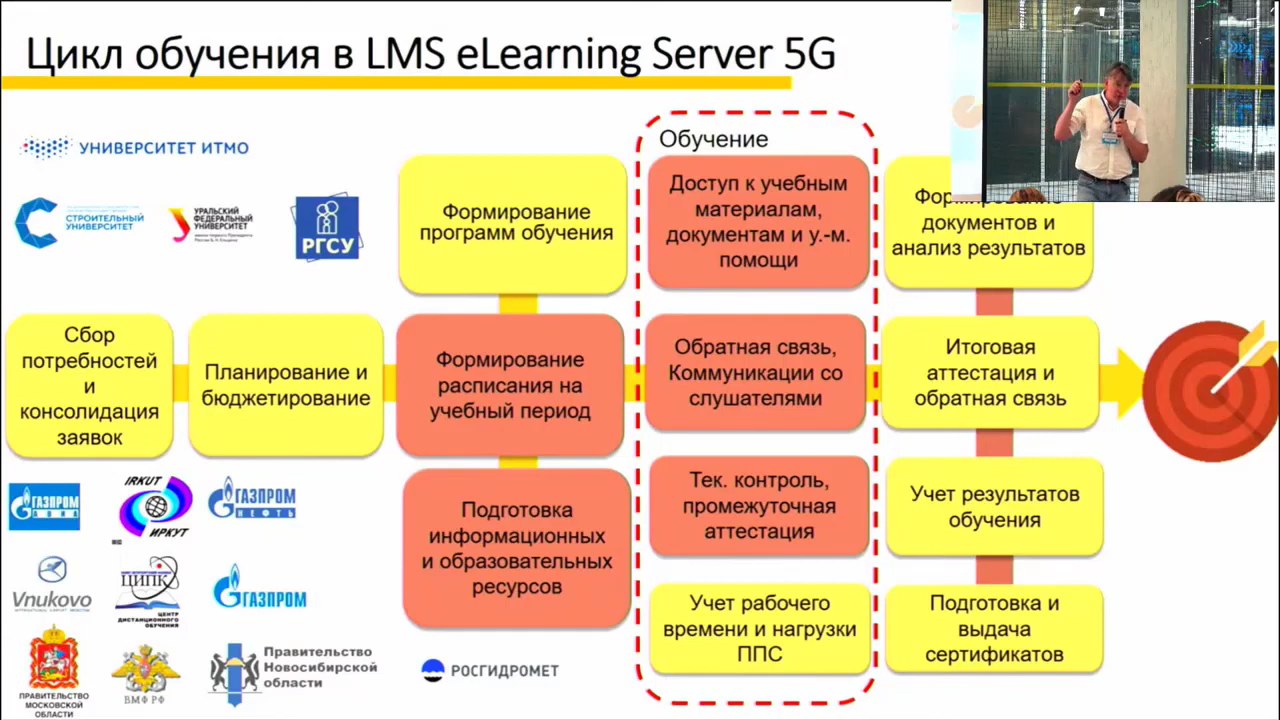 Цикл обучения в LMS eLearning Server 5G
УНИВЕРСИТЕТ ИТМО
СТРОИТЕЛЬНЫЙ
УНИВЕРСИТЕТ
УРАЛЬСКИЙ
ФЕДЕРАЛЬНЫЙ
УНИВЕРСИТЕТ
РГСУ
Сбор
потребностей
и
консолидация
заявок
Планирование и
бюджетирование
Формирование
программ обучения
Формирование
расписания на
учебный период
Подготовка
информационных
и образовательных
ресурсов
Обучение
Доступ к учебным
материалам,
документам и у.-м.
помощи
Обратная связь,
Коммуникации со
слушателями
Тек. контроль,
промежуточная
аттестация
Учет рабочего
времени и нагрузки
ППС
документов и
анализ результатов
Итоговая
аттестация и
обратная связь
Учет результатов
обучения
Подготовка и
выдача
сертификатов
ГАЗПРОМ
АВИА
IRKUT
ИРКУТ
ГАЗПРОМ
НЕФТЬ
Vnukovo
ЦИПК
ЦЕНТР
ДИСТАНЦИОННОГО
ОБУЧЕНИЯ
ГАЗПРОМ
ПРАВИТЕЛЬСТВО
МОСКОВСКОЙ
ОБЛАСТИ
ВМФ РФ
Правительство
Новосибирской
области
РОСГИДРОМЕТ